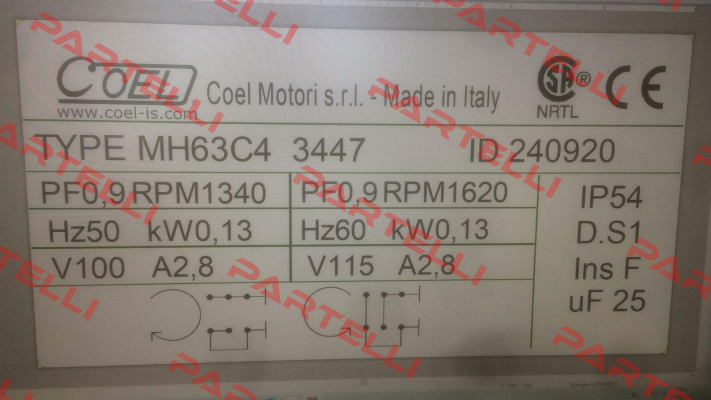 COEL
Coel Motori s.r.l. - Made in Italy
SA ® CE
www.coel-is.com
NRTL
TYPE MH63C4 3447 ID 240920
PF0,9 RPM1340 PF0,9 RPM1620 IP54
Hz50 kW0,13 Hz60 kW0,13 D.S1
V100 A2,8 V115 A2,8 Ins F
uF 25
PARTELLI
PARTELLI
PARTELLI
PARTELLI
PARTELLI
PARTELLI
PARTELLI